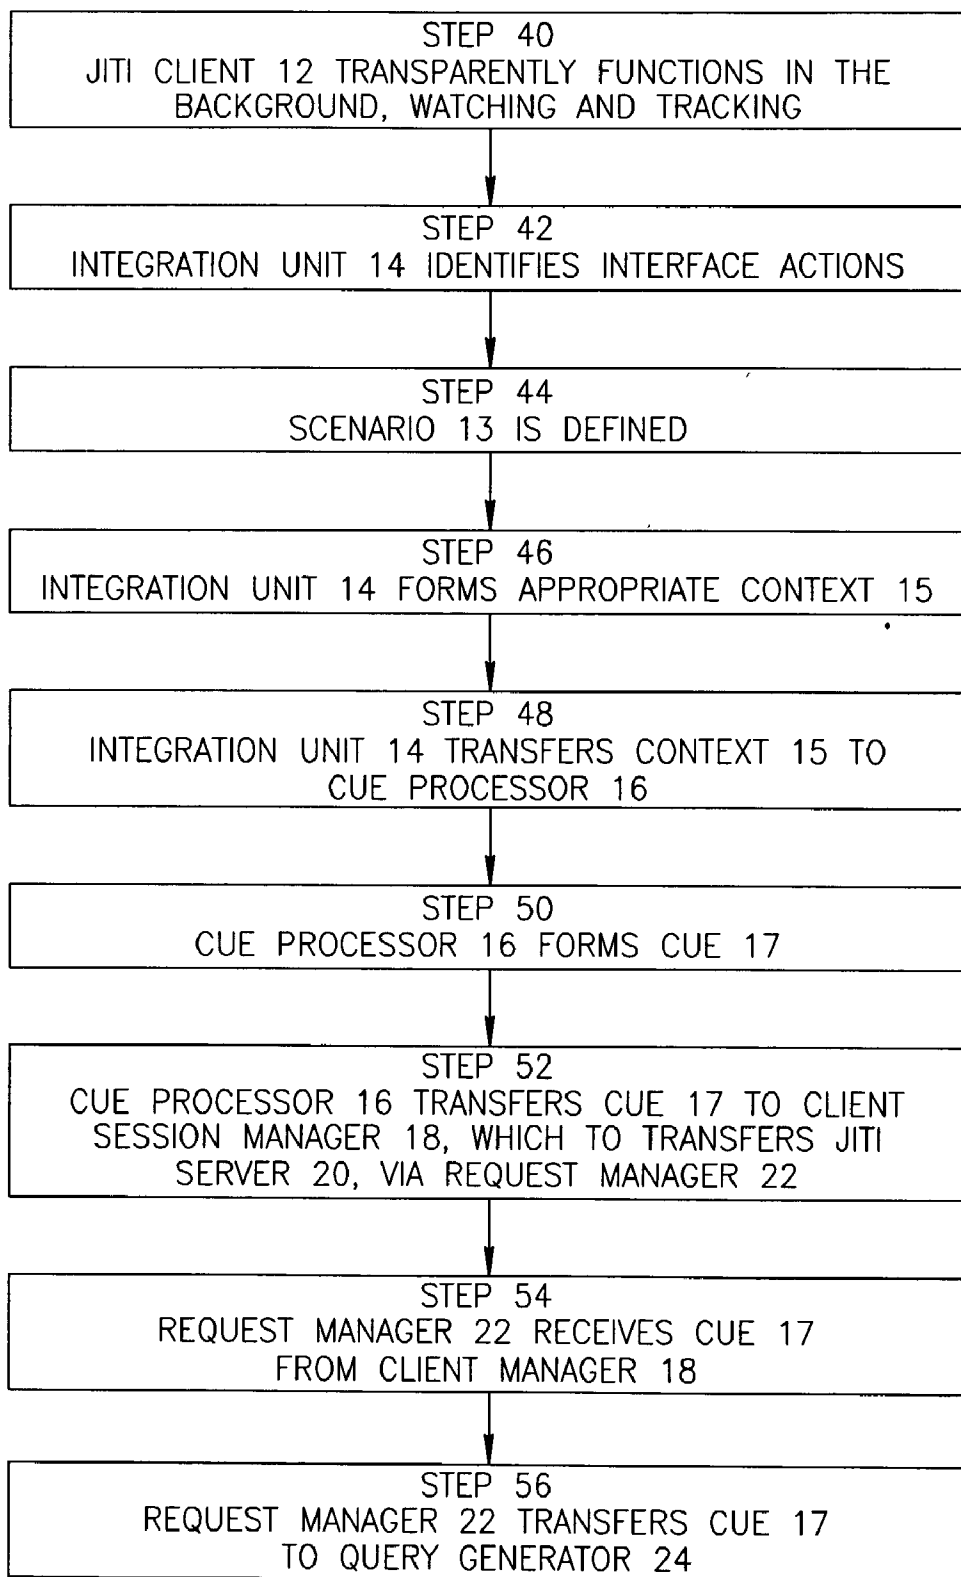 STEP 40
JITI CLIENT 12 TRANSPARENTLY FUNCTIONS IN THE
BACKGROUND, WATCHING AND TRACKING
STEP 42
INTEGRATION UNIT 14 IDENTIFIES INTERFACE ACTIONS
STEP 44
SCENARIO 13 IS DEFINED
STEP 46
INTEGRATION UNIT 14 FORMS APPROPRIATE CONTEXT 15
STEP 48
INTEGRATION UNIT 14 TRANSFERS CONTEXT 15 TO
CUE PROCESSOR 16
STEP 50
CUE PROCESSOR 16 FORMS CUE 17
STEP 52
CUE PROCESSOR 16 TRANSFERS CUE 17 TO CLIENT
SESSION MANAGER 18, WHICH TO TRANSFERS JITI
SERVER 20, VIA REQUEST MANAGER 22
STEP 54
REQUEST MANAGER 22 RECEIVES CUE 17
FROM CLIENT MANAGER 18
STEP 56
REQUEST MANAGER 22 TRANSFERS CUE 17
TO QUERY GENERATOR 24